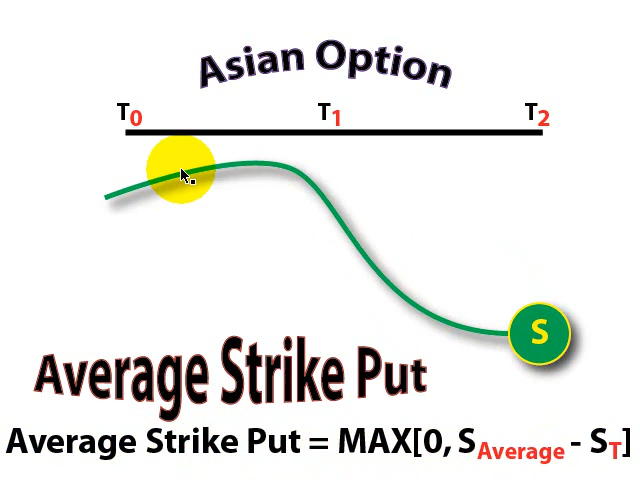 Asian Option
T0 T1 T2
S
Average Strike Put
Average Strike Put = MAX[0, SAverage - ST]